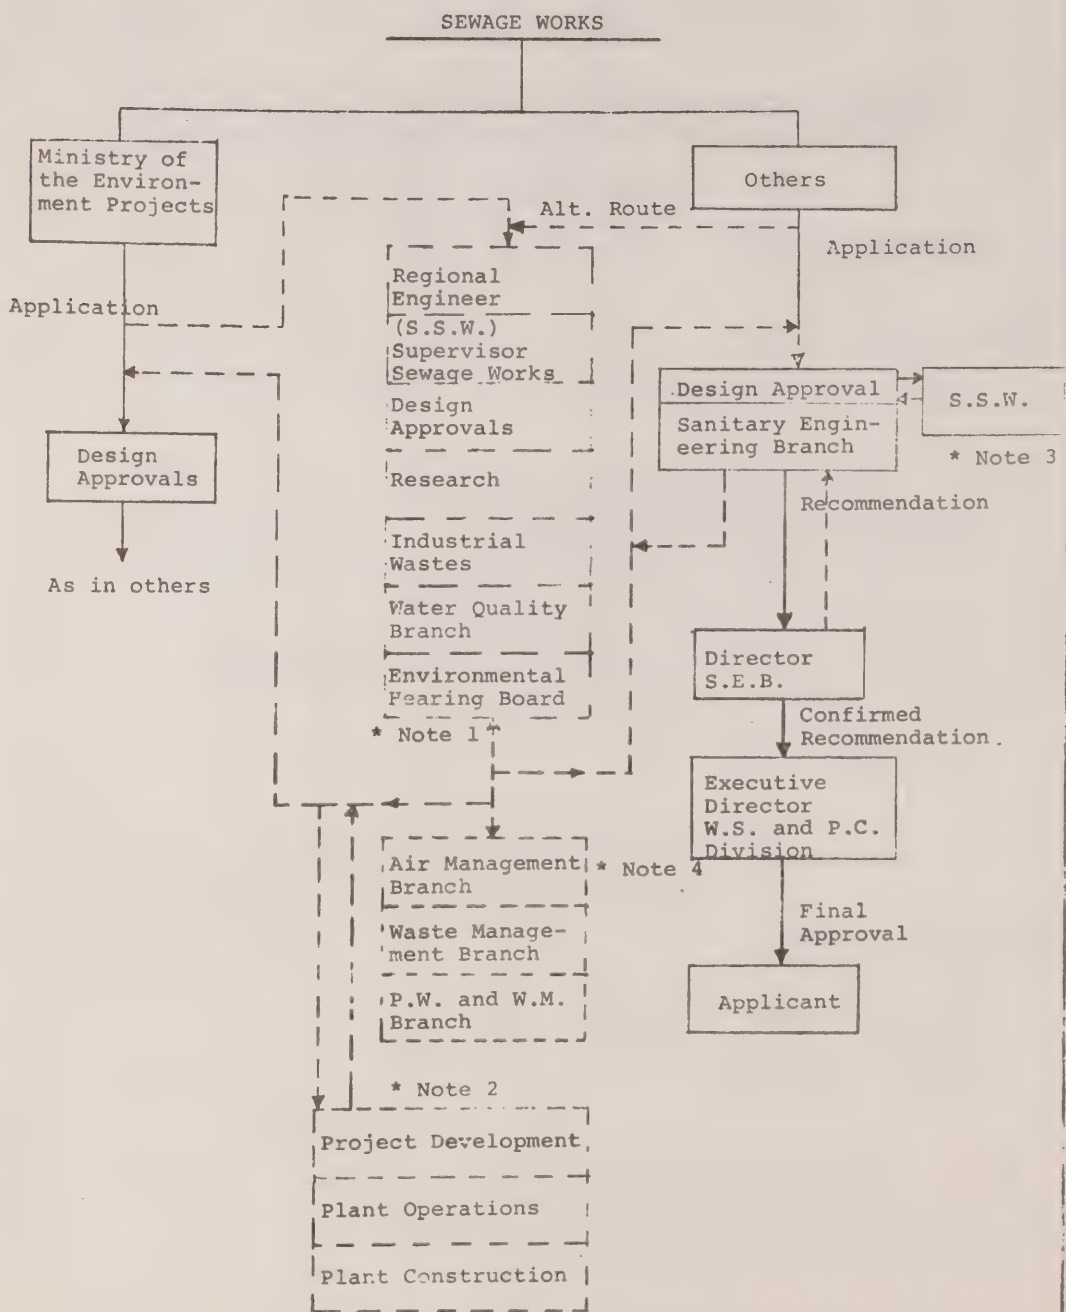 SEWAGE WORKS
Ministry of
the Environ-
ment Projects
Others
Alt. Route
Application
Application
Regional
Engineer
(S.S.W.)
Supervisor
Sewage Works
Design
Approvals
Research
Industrial
Wastes
Water Quality
Branch
Environmental
Hearing Board
* Note 1
Design Approval
Sanitary Engin-
eering Branch
S.S.W.
* Note 3
Design
Approvals
As in others
Recommendation
Director
S.E.B.
Confirmed
Recommendation
Executive
Director
W.S. and P.C.
Division
Air Management
Branch
* Note 4
Waste Manage-
ment Branch
P.W. and W.M.
Branch
Final
Approval
Applicant
* Note 2
Project Development
Plant Operations
Plant Construction